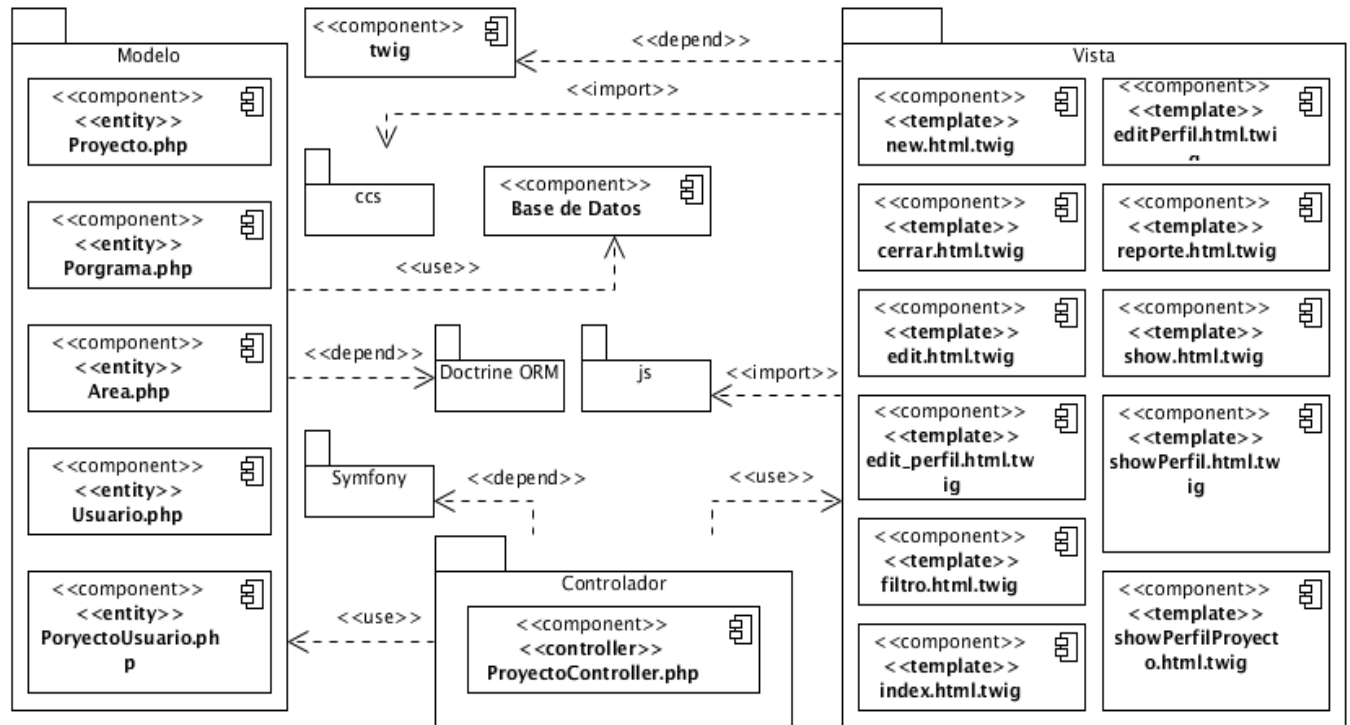 Modelo
<<component>>
<<entity>>
Proyecto.php
<<component>>
<<entity>>
Porgrama.php
<<component>>
<<entity>>
Area.php
<<component>>
<<entity>>
Usuario.php
<<component>>
<<entity>>
PoryectoUsuario.ph
p
<<component>>
twig
<<depend>>
<<import>>
ccs
<<component>>
Base de Datos
<<use>>
<<depend>>
Doctrine ORM
js
<<import>>
Symfony
<<depend>>
<<use>>
<<use>>
Controlador
<<component>>
<<controller>>
ProyectoController.php
Vista
<<component>>
<<template>>
new.html.twig
<<component>>
<<template>>
editPerfil.html.twi
<<component>>
<<template>>
cerrar.html.twig
<<component>>
<<template>>
reporte.html.twig
<<component>>
<<template>>
edit.html.twig
<<component>>
<<template>>
show.html.twig
<<component>>
<<template>>
edit_perfil.html.tw
ig
<<component>>
<<template>>
showPerfil.html.tw
ig
<<component>>
<<template>>
filtro.html.twig
<<component>>
<<template>>
showPerfilProyect
o.html.twig
<<component>>
<<template>>
index.html.twig